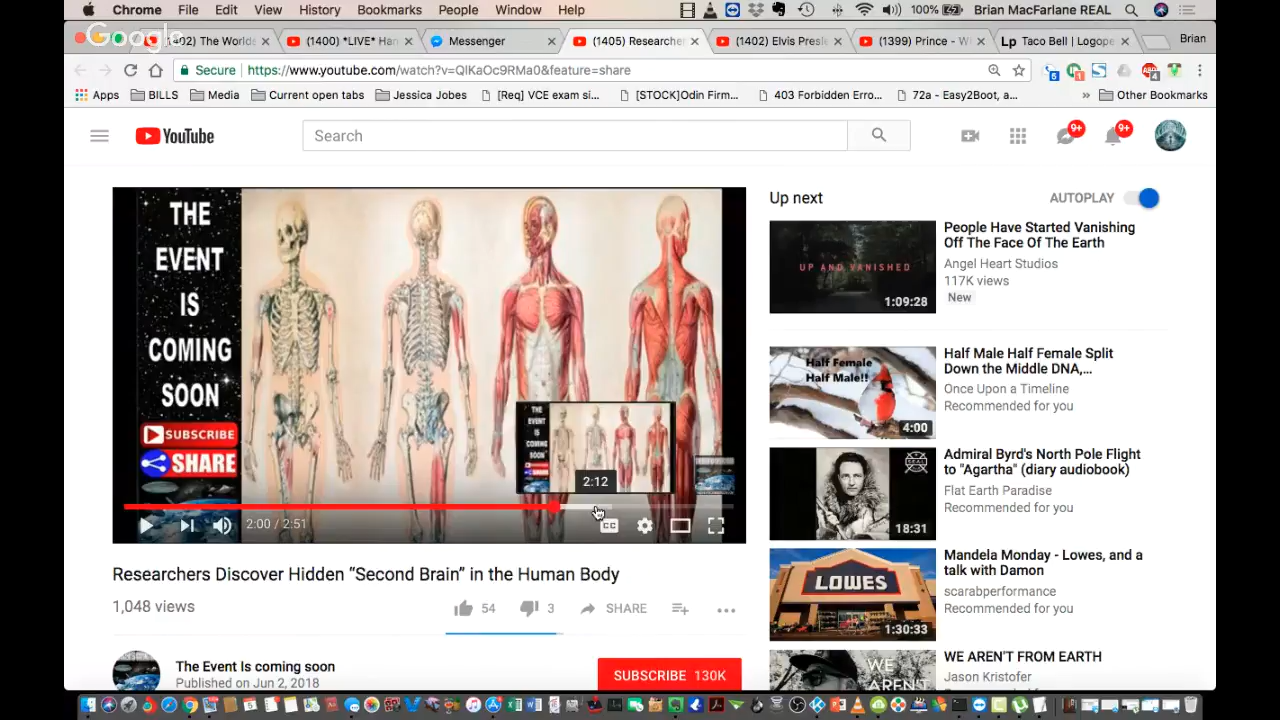 Chrome File Edit View History Bookmarks People Window Help 100% Brian MacFarlane REAL
Google
1402) The Worlds (1400) *LIVE* Han Messenger (1405) Researcher (1402) Elvis Presle (1399) Prince - W Lp Taco Bell | Logope Brian
Secure https://www.youtube.com/watch?v=QlKaOc9RMa0&feature=share
Apps BILLS Media Current open tabs Jessica Jobes [Req] VCE exam si... [STOCK]Odin Firm... 403 Forbidden Erro... 72a - Easy2Boot, a... » Other Bookmarks
YouTube
Search
9+ 9+
THE
EVENT
IS
COMING
SOON
SUBSCRIBE
SHARE
2:12
2:00 / 2:51
CC
Researchers Discover Hidden “Second Brain” in the Human Body
1,048 views
54 3 SHARE
The Event Is coming soon
Published on Jun 2, 2018
SUBSCRIBE 130K
Up next AUTOPLAY
UP AND VANISHED
1:09:28
People Have Started Vanishing
Off The Face Of The Earth
Angel Heart Studios
117K views
New
Half Female
Half Male!!
4:00
Half Male Half Female Split
Down the Middle DNA,...
Once Upon a Timeline
Recommended for you
18:31
Admiral Byrd's North Pole Flight
to "Agartha" (diary audiobook)
Flat Earth Paradise
Recommended for you
LOWES
1:30:33
Mandela Monday - Lowes, and a
talk with Damon
scarabperformance
Recommended for you
WE
AREN'T
WE AREN'T FROM EARTH
Jason Kristofer